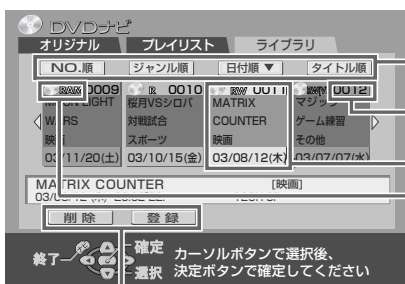 DVDナビ
オリジナル プレイリスト ライブラリ
NO.順 ジャンル順 日付順▼ タイトル順
RAM 0009 R 0010 RW 0011 0012
MOON LIGHT 桜月VSシロバ MATRIX マジック
WARS 対戦試合 COUNTER ゲーム練習
映画 スポーツ 映画 その他
03/11/20(土) 03/10/15(金) 03/08/12(木) 03/07/07(水)
MATRIX COUNTER [映画]
03/08/12 (木)
削除 登録
終了 確定 選択 カーソルボタンで選択後、
決定ボタンで確定してください